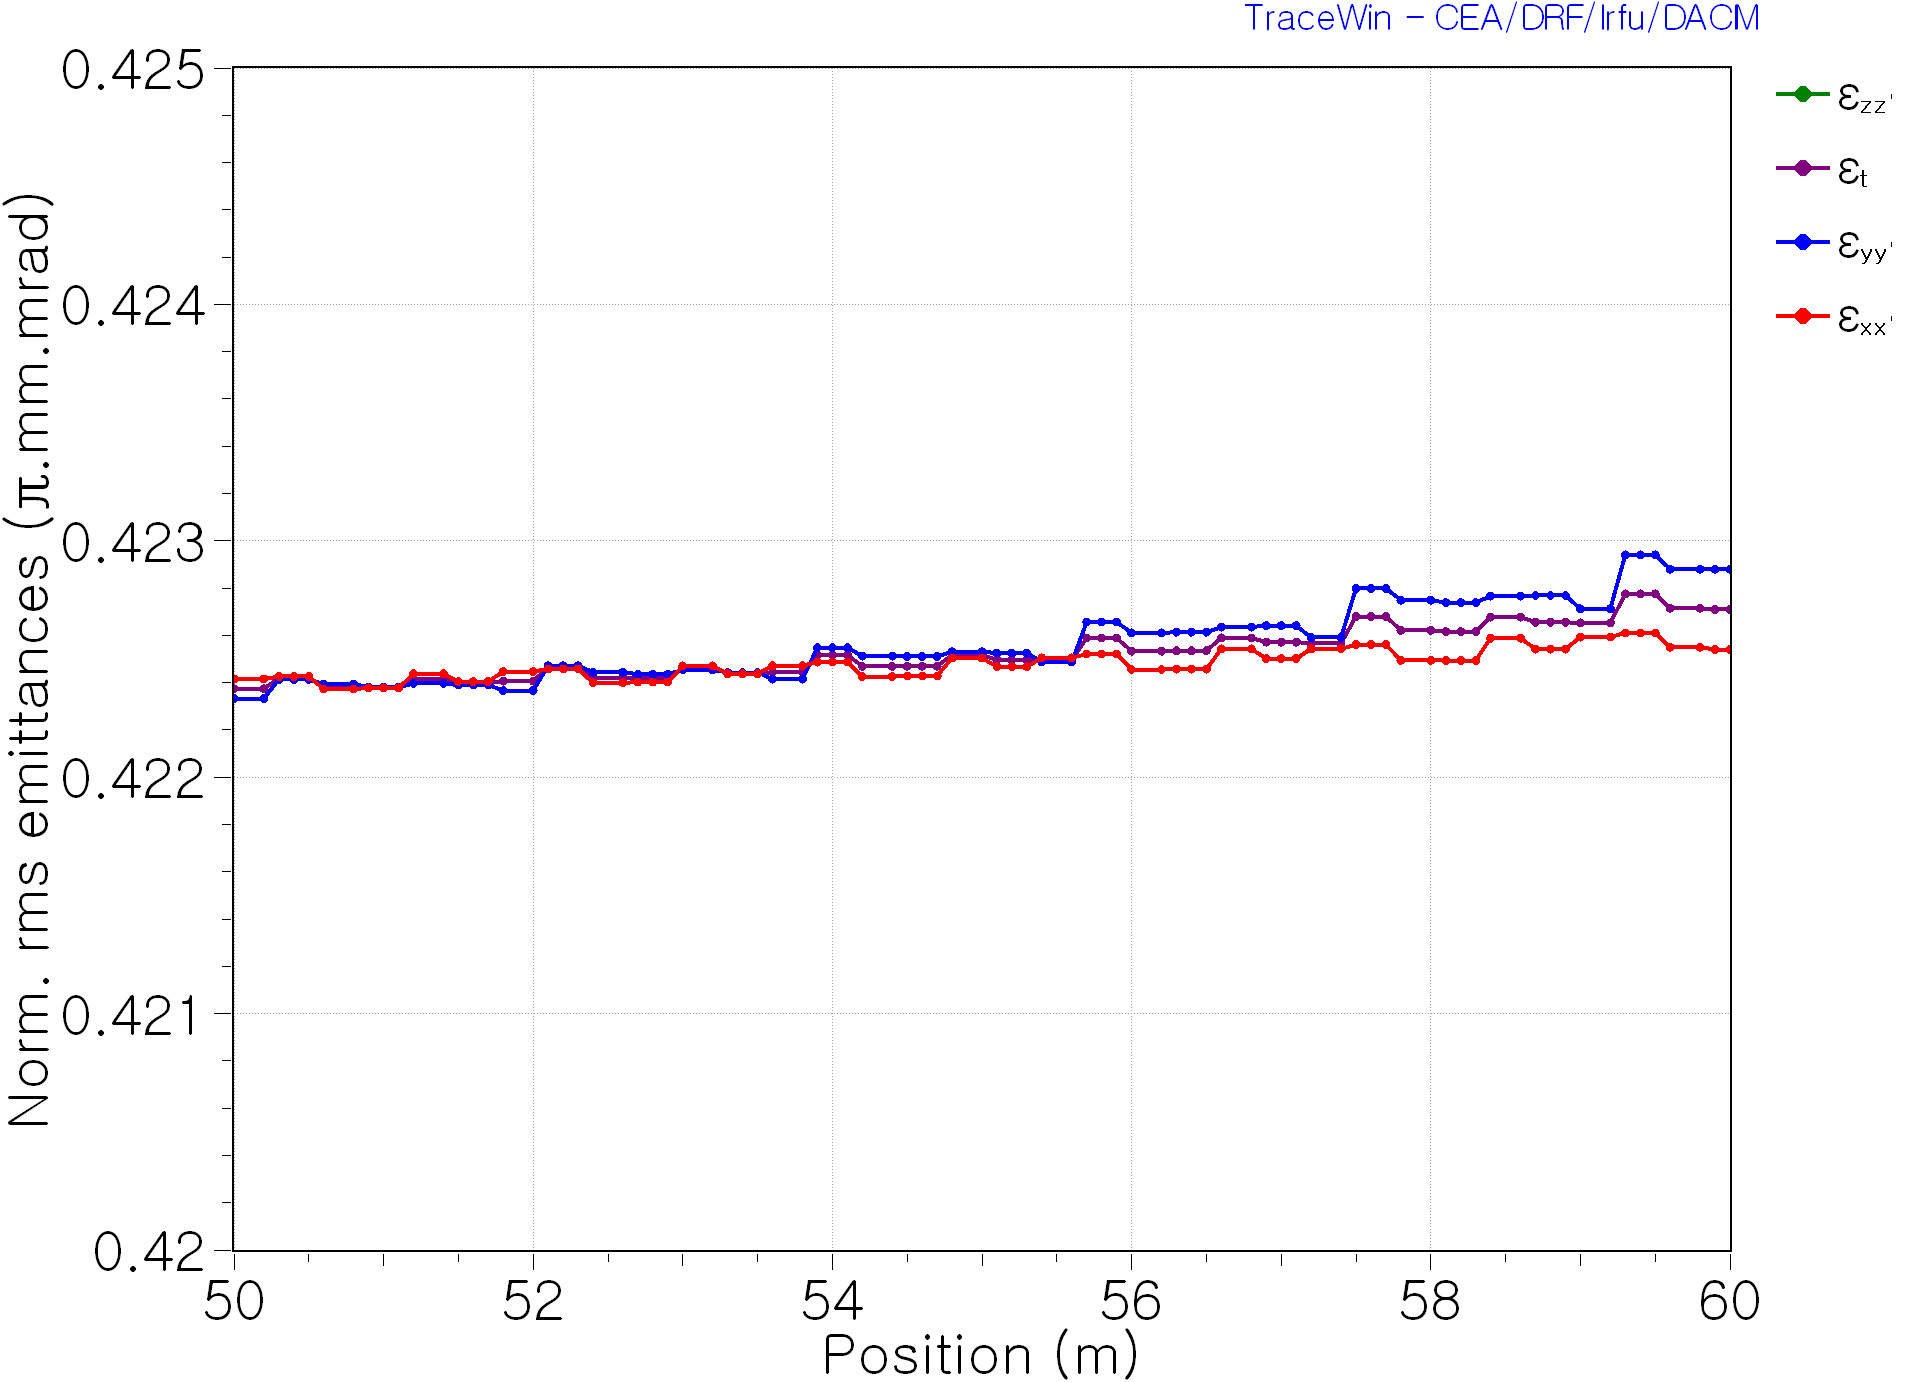 TraceWin - CEA/DRF/Irfu/DACM
Norm. rms emittances (π.mm.mrad)
0.425
0.424
0.423
0.422
0.421
0.42
50 52 54 56 58 60
Position (m)
εzz'
εt
εyy'
εxx'